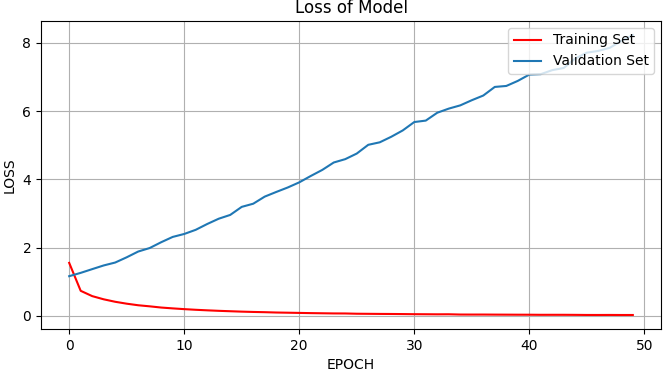 Loss of Model
Training Set
Validation Set
8
6
4
2
0
LOSS
0 10 20 30 40 50
EPOCH